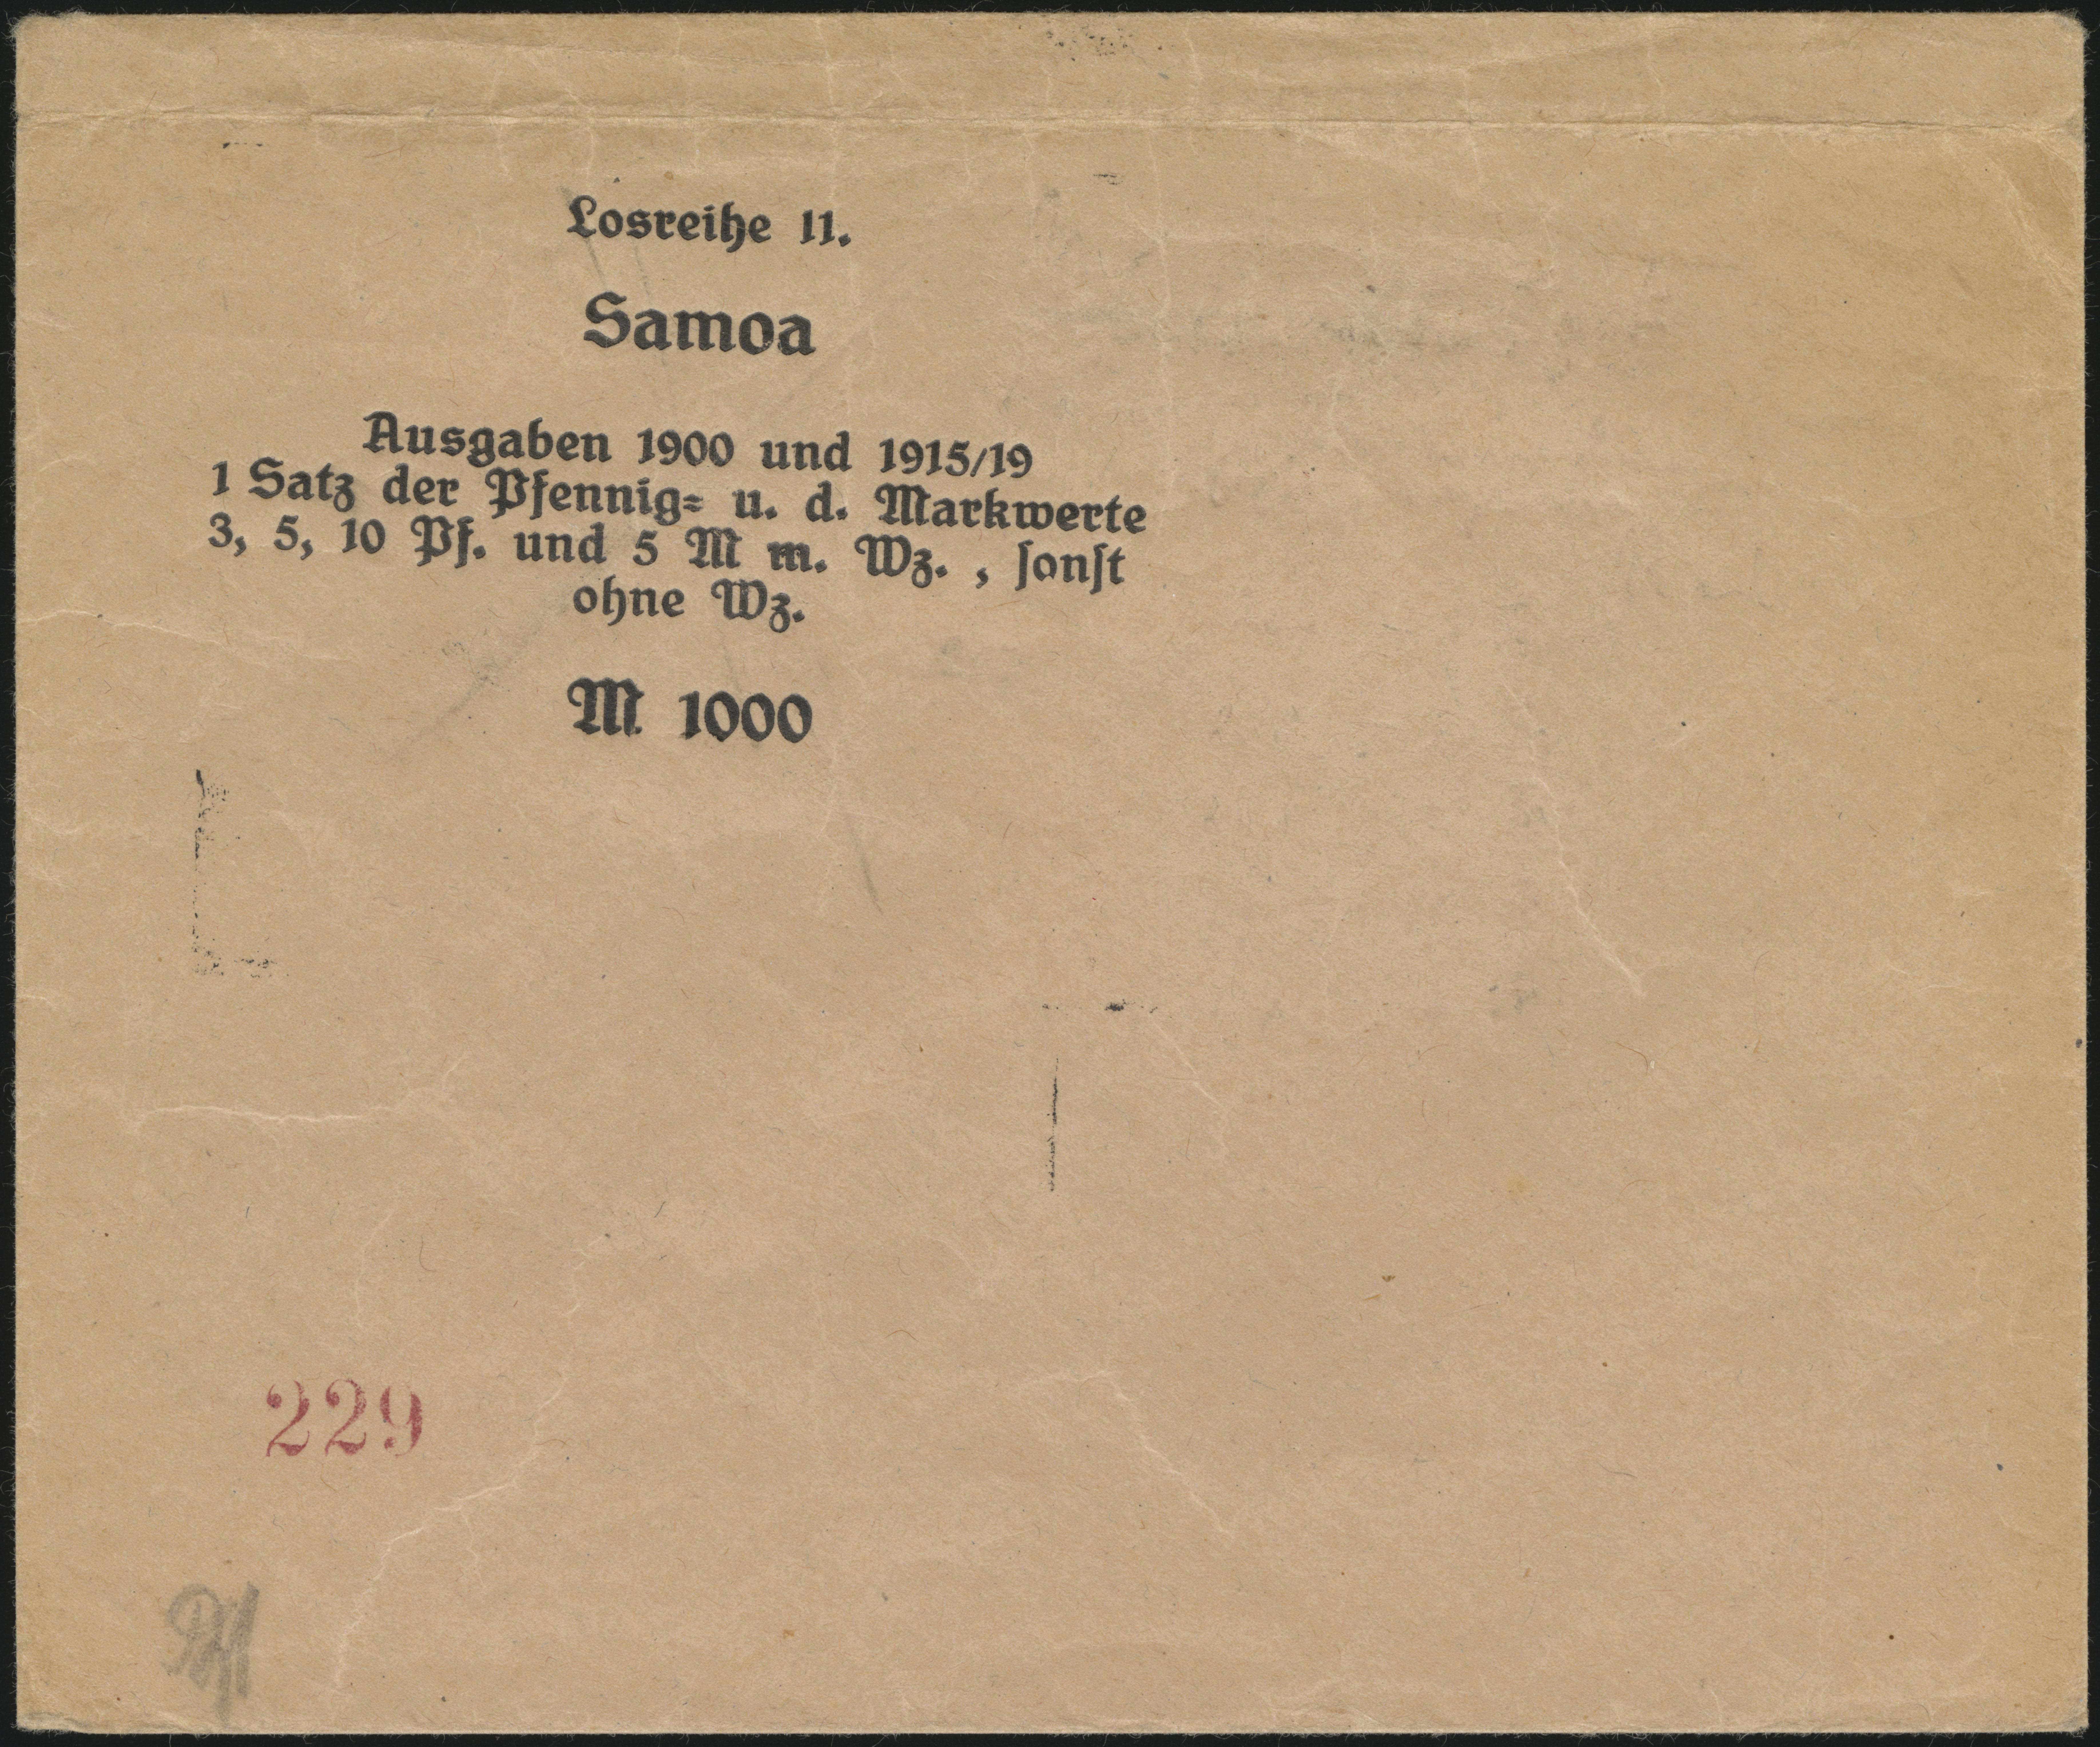 Losreihe 11.
Samoa
Ausgaben 1900 und 1915/19
1 Satz der Pfennig= u. d. Markwerte
3, 5, 10 Pf. und 5 M m. Wz. , sonst
ohne Wz.
M 1000
229